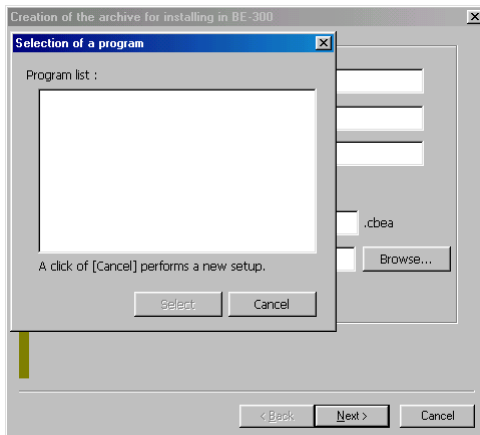 Creation of the archive for installing in BE-300
Selection of a program
Program list :
.cbea
Browse...
A click of [Cancel] performs a new setup.
Select
Cancel
< Back
Next >
Cancel